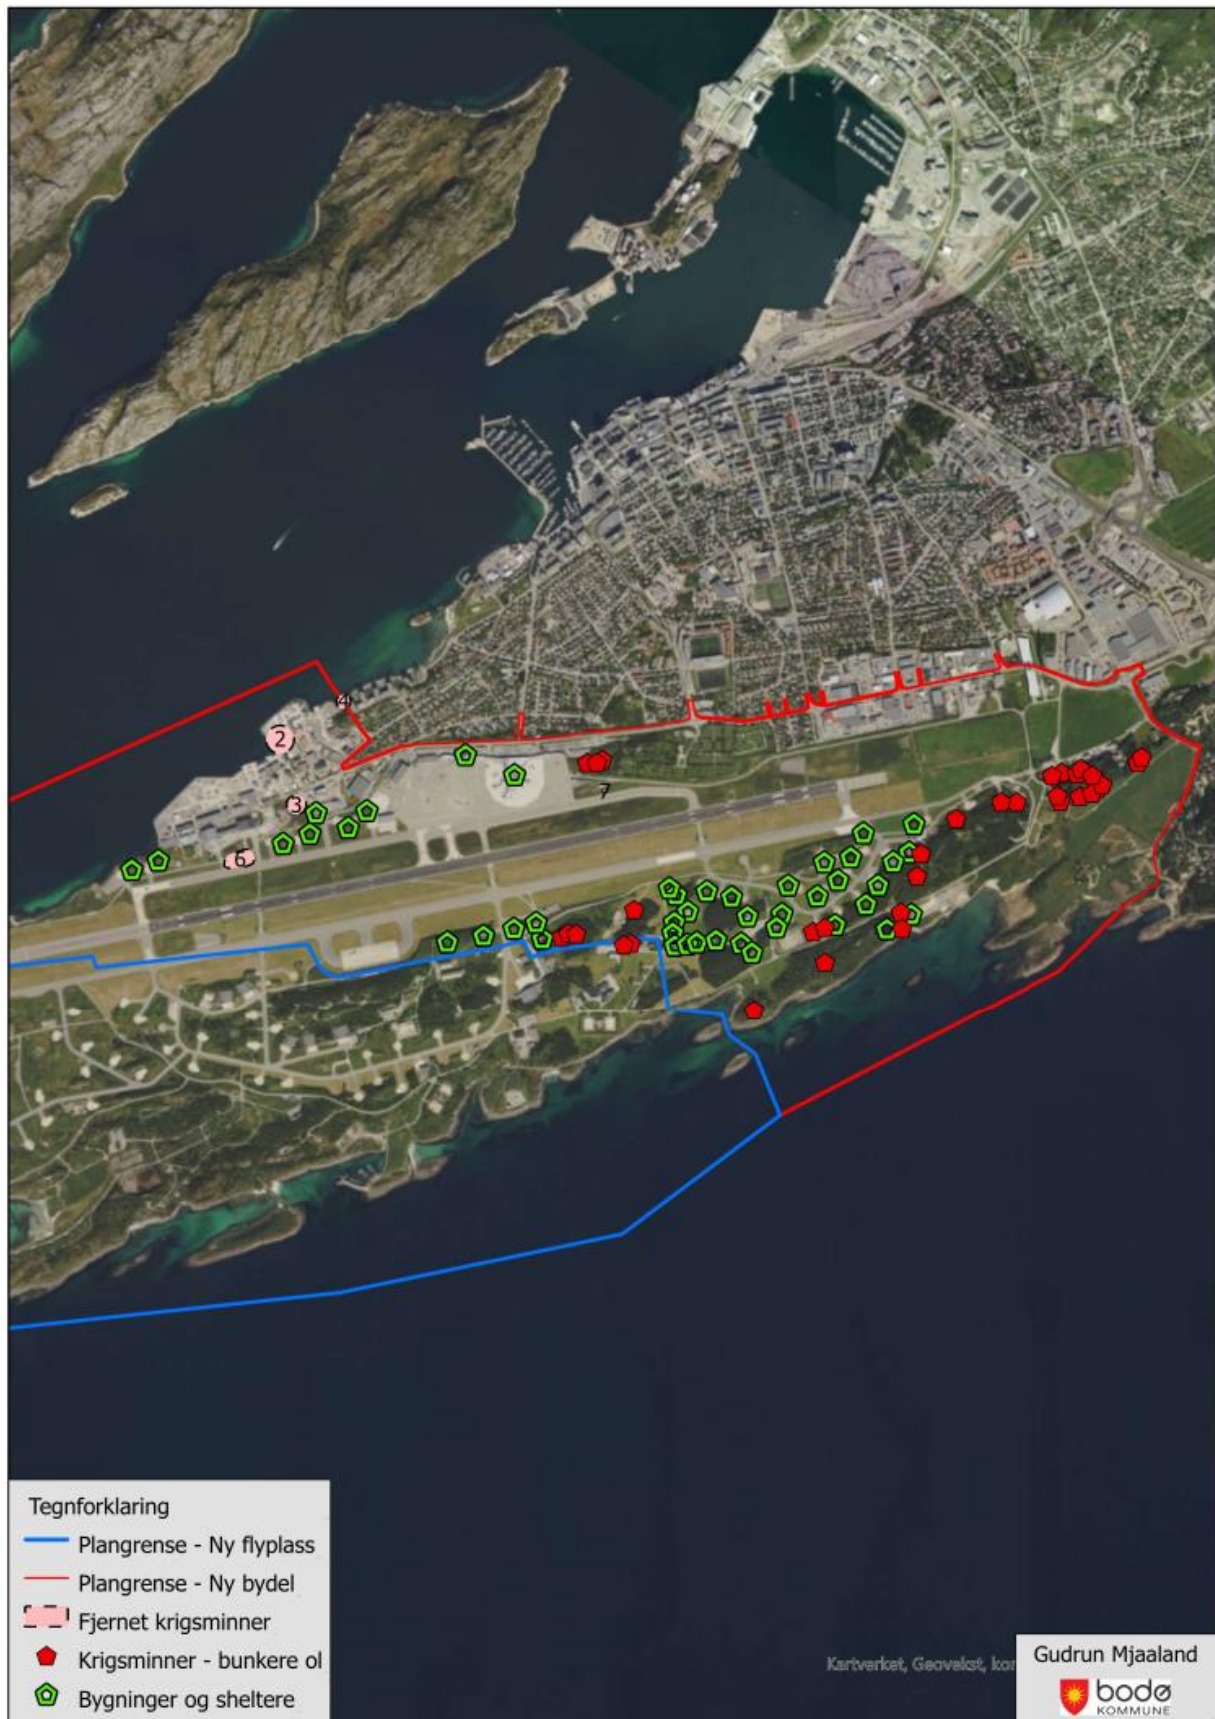 4
2
3
7
6
Tegnforklaring
Plangrense - Ny flyplass
Plangrense - Ny bydel
Fjernet krigsminner
Krigsminner - bunkere ol
Bygninger og sheltere
Kartverket, Geovekst, kor
Gudrun Mjaaland
bodø
KOMMUNE